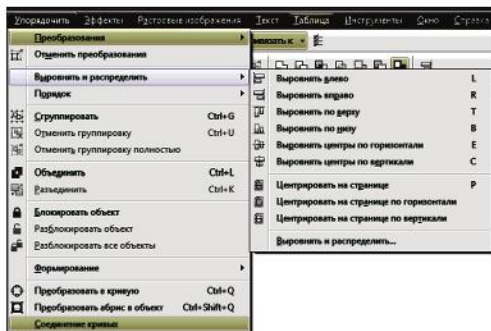 Упорядочить Эффекты Растровые изображения Текст Таблица Инструменты Окно Справка
Преобразования
Отменить преобразования
Выровнять и распределить
Порядок
Сгруппировать Ctrl+G
Отменить группировку Ctrl+U
Отменить группировку полностью
Объединить Ctrl+L
Разъединить Ctrl+K
Блокировать объект
Разблокировать объект
Разблокировать все объекты
Формирование
Преобразовать в кривую Ctrl+Q
Преобразовать абрис в объект Ctrl+Shift+Q
Соединение кривых
Выровнять влево L
Выровнять вправо R
Выровнять по верху T
Выровнять по низу B
Выровнять центры по горизонтали E
Выровнять центры по вертикали C
Центрировать на странице P
Центрировать на странице по горизонтали
Центрировать на странице по вертикали
Выровнять и распределить...